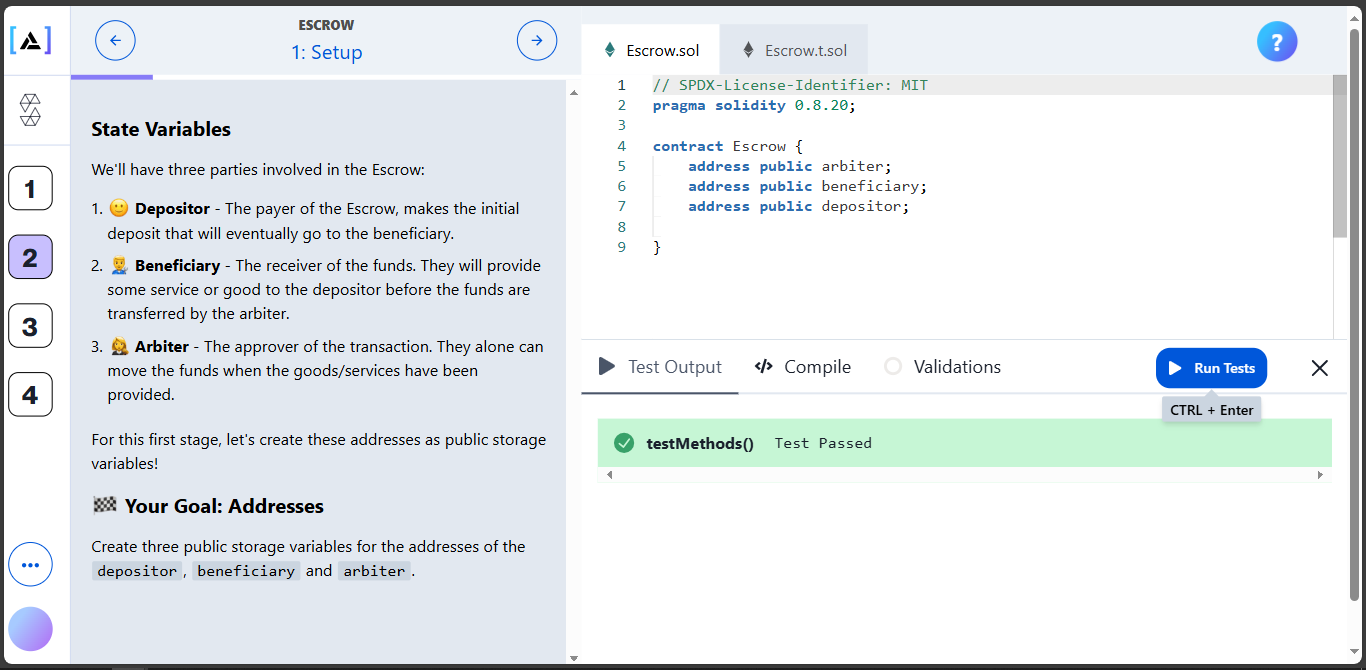 ESCROW
1: Setup
1
2
3
4
State Variables
We'll have three parties involved in the Escrow:
1. 🙂 Depositor - The payer of the Escrow, makes the initial
deposit that will eventually go to the beneficiary.
2. 👨‍💼 Beneficiary - The receiver of the funds. They will provide
some service or good to the depositor before the funds are
transferred by the arbiter.
3. 👩‍⚖️ Arbiter - The approver of the transaction. They alone can
move the funds when the goods/services have been
provided.
For this first stage, let's create these addresses as public storage
variables!
🏁 Your Goal: Addresses
Create three public storage variables for the addresses of the
depositor, beneficiary and arbiter.
Escrow.sol
Escrow.t.sol
?
1 // SPDX-License-Identifier: MIT
2 pragma solidity 0.8.20;
3
4 contract Escrow {
5     address public arbiter;
6     address public beneficiary;
7     address public depositor;
8
9 }
Test Output
Compile
Validations
Run Tests
CTRL + Enter
testMethods() Test Passed